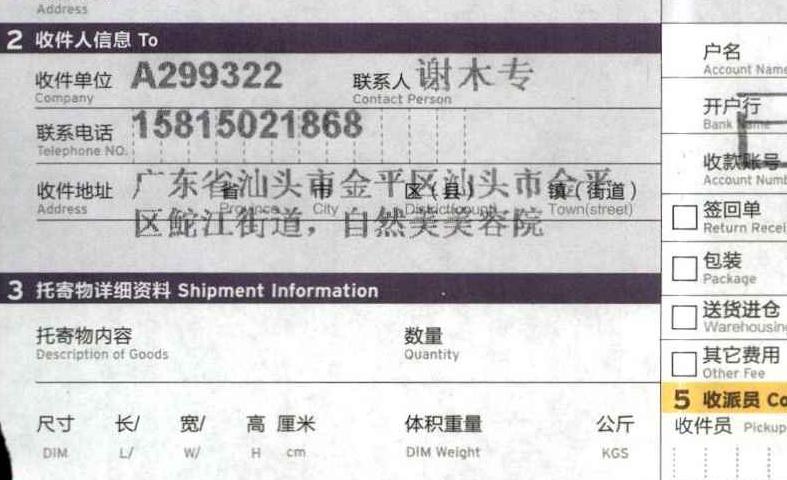 Address
2 收件人信息 To
收件单位 A299322 联系人 谢木专
Company Contact Person
联系电话 15815021868
Telephone NO.
收件地址 广东省汕头市金平区汕头市金平
省 市 区(县) 镇(街道)
Address Province City District(county) Town(street)
区鮀江街道，自然美美容院
3 托寄物详细资料 Shipment Information
托寄物内容 数量
Description of Goods Quantity
尺寸 长/ 宽/ 高 厘米 体积重量 公斤
DIM L/ W/ H cm DIM Weight KGS
户名
Account Name
开户行
Bank Name
收款账号
Account Numb
签回单
Return Recei
包装
Package
送货进仓
Warehousing
其它费用
Other Fee
5 收派员 Co
收件员 Pickup